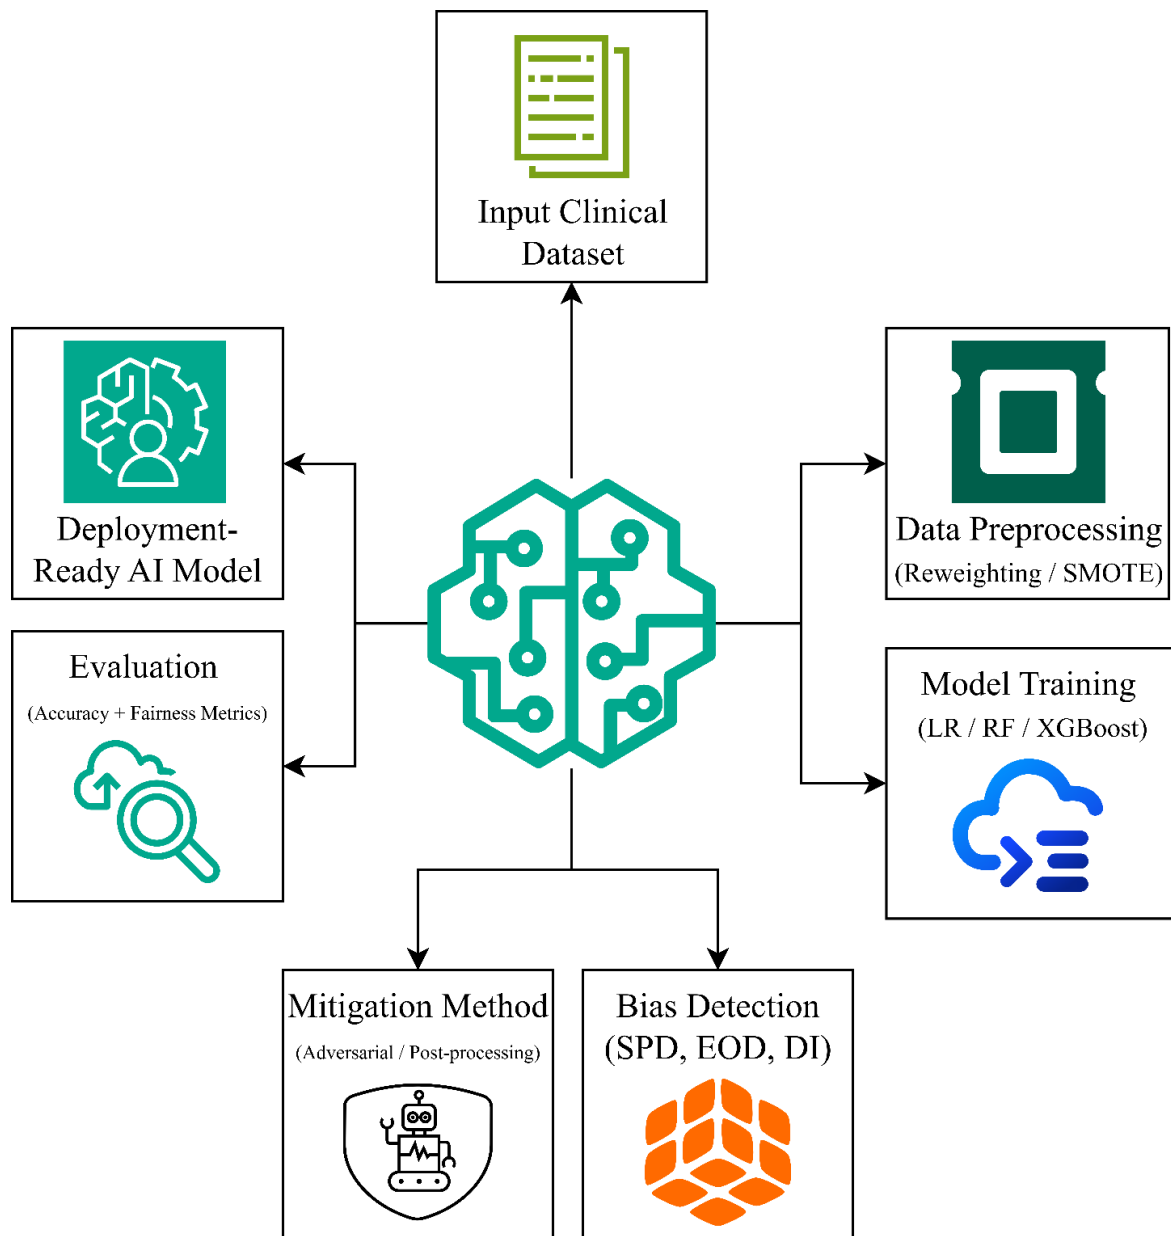 Input Clinical
Dataset
Deployment-
Ready AI Model
Data Preprocessing
(Reweighting / SMOTE)
Evaluation
(Accuracy + Fairness Metrics)
Model Training
(LR / RF / XGBoost)
Mitigation Method
(Adversarial / Post-processing)
Bias Detection
(SPD, EOD, DI)